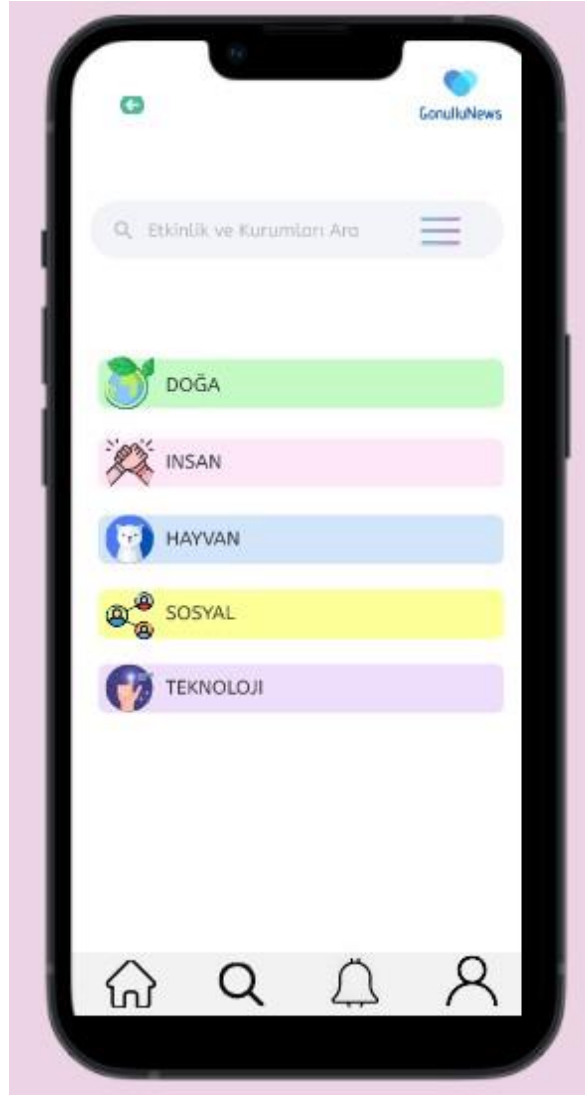 GonulluNews
Etkinlik ve Kurumları Ara
DOĞA
INSAN
HAYVAN
SOSYAL
TEKNOLOJI